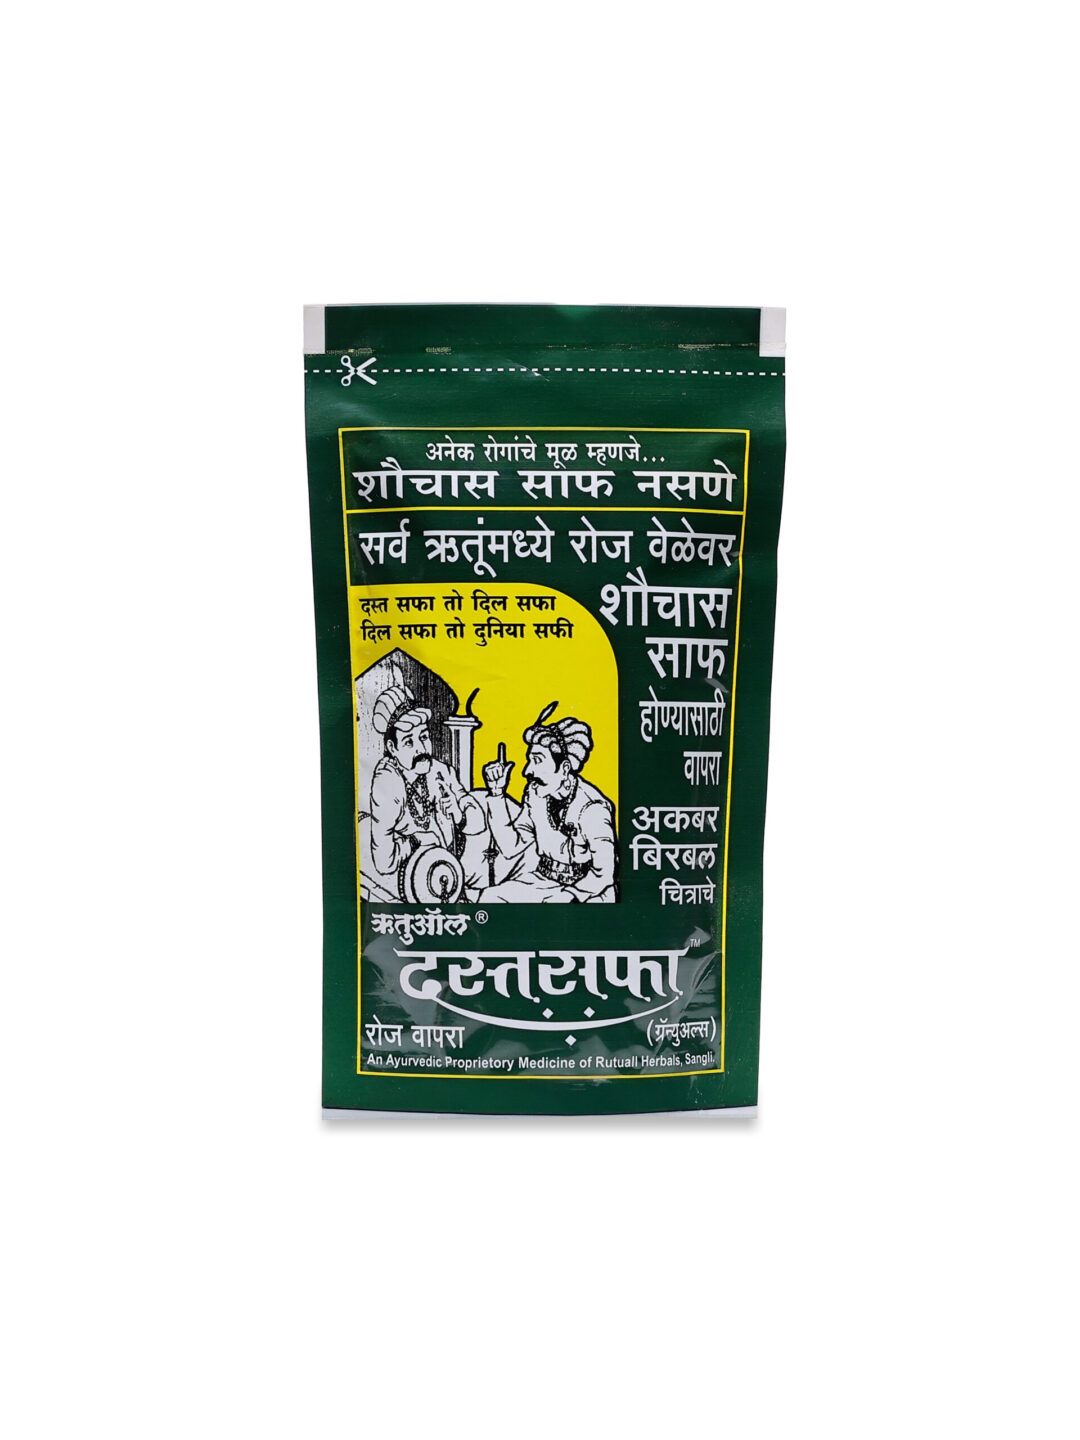 अनेक रोगांचे मूळ म्हणजे...
शौचास साफ नसणे
सर्व ऋतूंमध्ये रोज वेळेवर
शौचास
साफ
होण्यासाठी
वापरा
दस्त सफा तो दिल सफा
दिल सफा तो दुनिया सफी
अकबर
बिरबल
चित्राचे
ऋतुऑल ®
दस्तसफा ™
रोज वापरा (ग्रॅन्युअल्स)
An Ayurvedic Proprietory Medicine of Rutuall Herbals, Sangli.